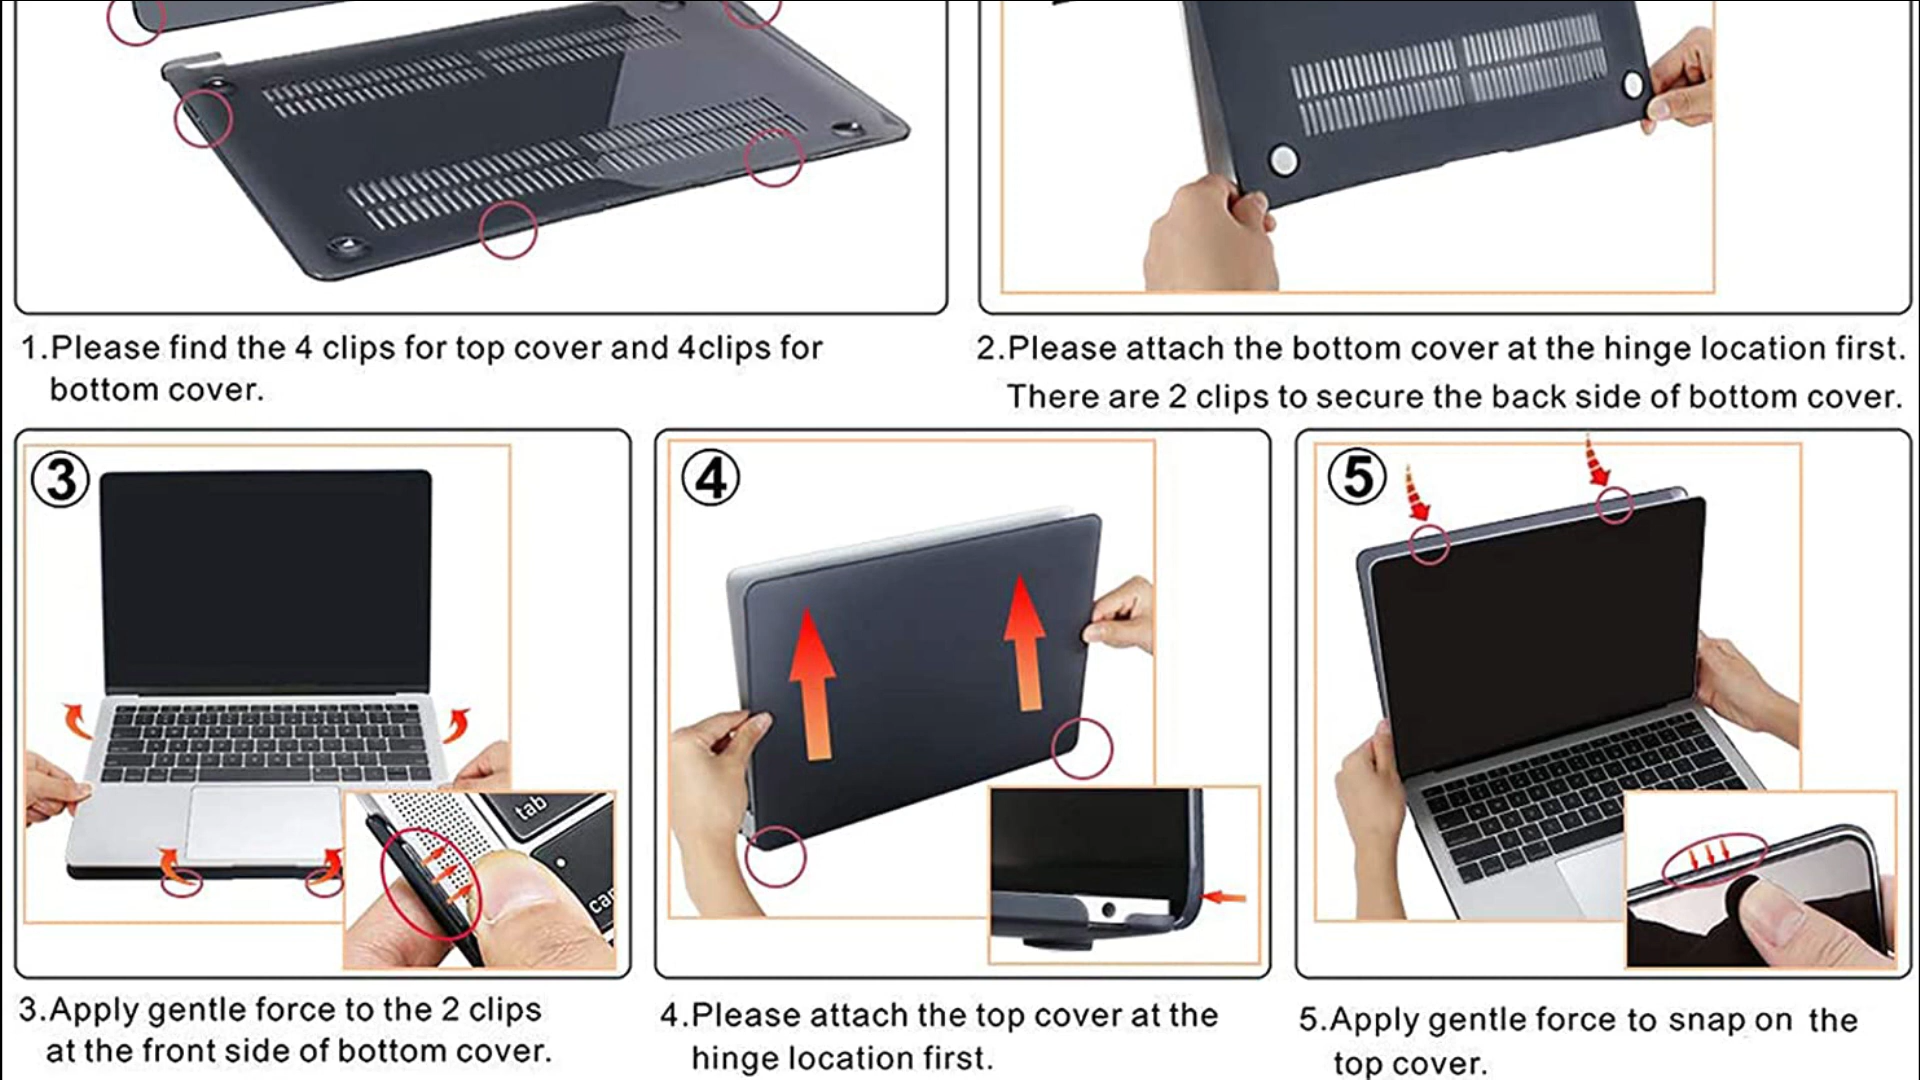 1.Please find the 4 clips for top cover and 4clips for
bottom cover.
2.Please attach the bottom cover at the hinge location first.
There are 2 clips to secure the back side of bottom cover.
3
tab
3.Apply gentle force to the 2 clips
at the front side of bottom cover.
4
4.Please attach the top cover at the
hinge location first.
5
5.Apply gentle force to snap on the
top cover.